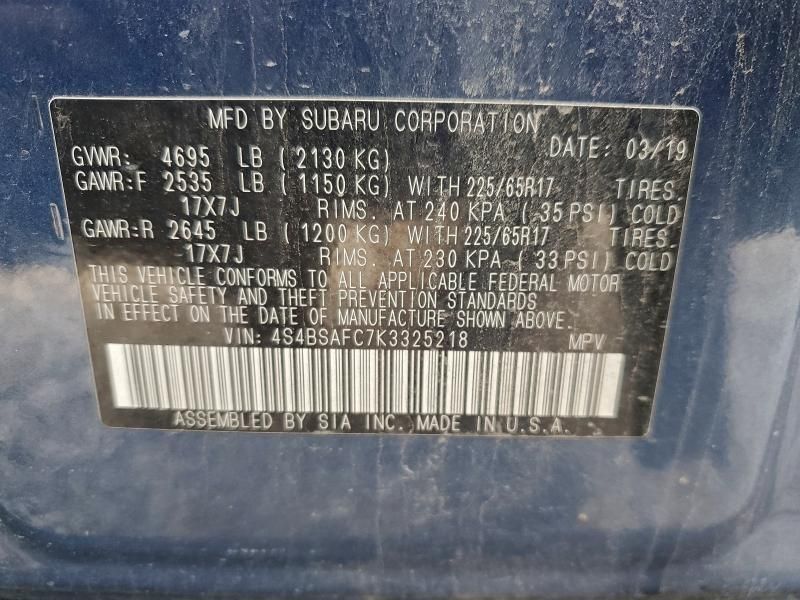 MFD BY SUBARU CORPORATION
DATE: 03/19
GVWR: 4695 LB ( 2130 KG)
GAWR:F 2535 LB ( 1150 KG) WITH 225/65R17 TIRES.
17X7J RIMS. AT 240 KPA ( 35 PSI) COLD
GAWR:R 2645 LB ( 1200 KG) WITH 225/65R17 TIRES.
17X7J RIMS. AT 230 KPA ( 33 PSI) COLD
THIS VEHICLE CONFORMS TO ALL APPLICABLE FEDERAL MOTOR
VEHICLE SAFETY AND THEFT PREVENTION STANDARDS
IN EFFECT ON THE DATE OF MANUFACTURE SHOWN ABOVE.
VIN: 4S4BSAFC7K3325218 MPV
ASSEMBLED BY SIA INC. MADE IN U.S.A.